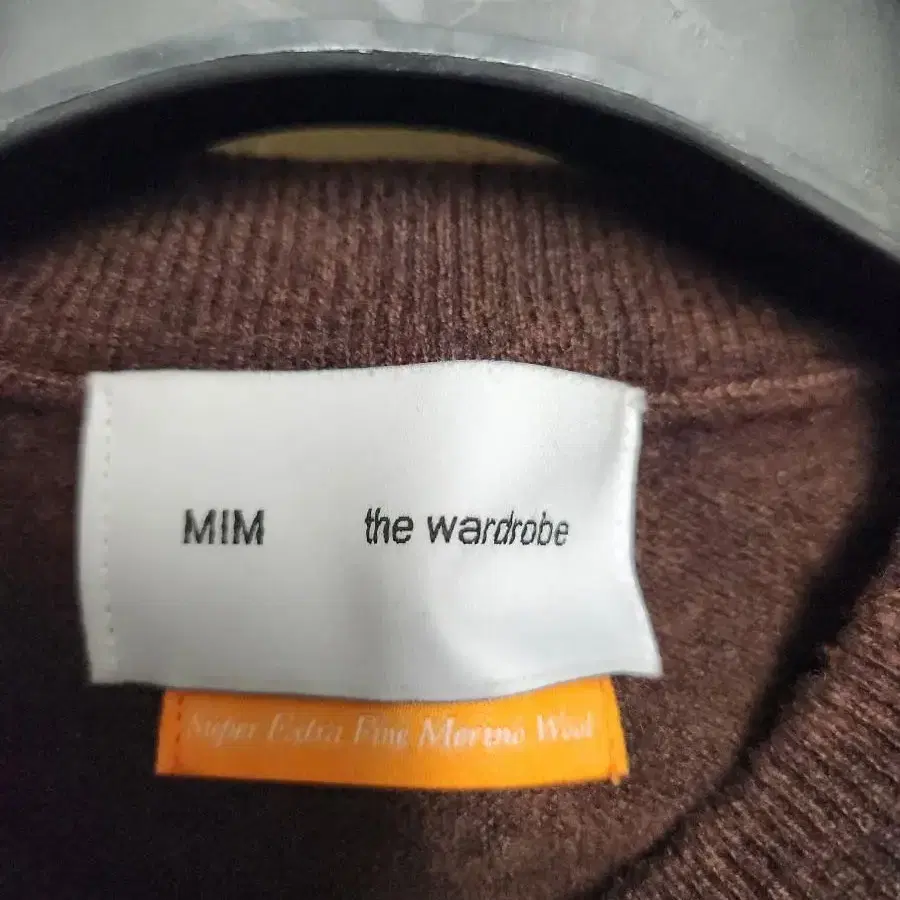 MIM the wardrobe
Super Extra Fine Merino Wool